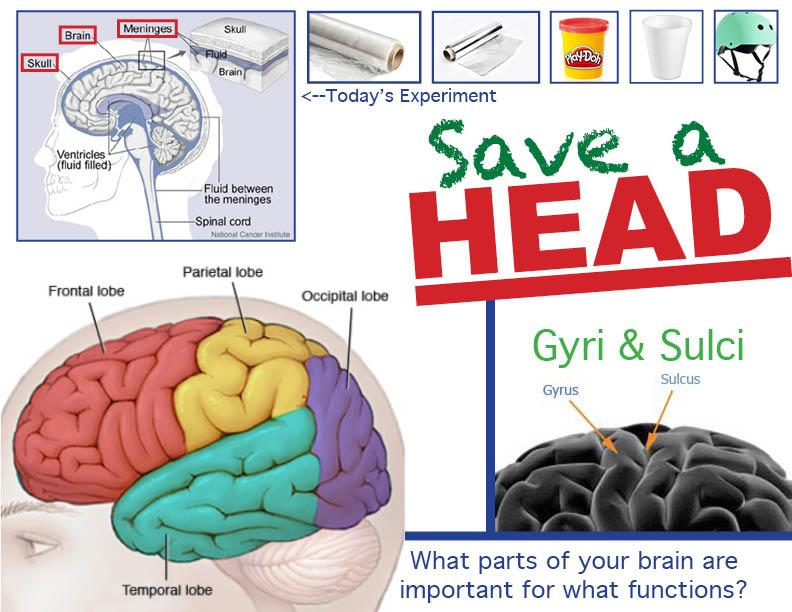 Meninges
Skull
Brain
Fluid
Skull
Brain
Ventricles
(fluid filled)
Fluid between
the meninges
Spinal cord
National Cancer Institute
Play-Doh
<--Today's Experiment
Save a
HEAD
Parietal lobe
Frontal lobe
Occipital lobe
Temporal lobe
Gyri & Sulci
Sulcus
Gyrus
What parts of your brain are
important for what functions?